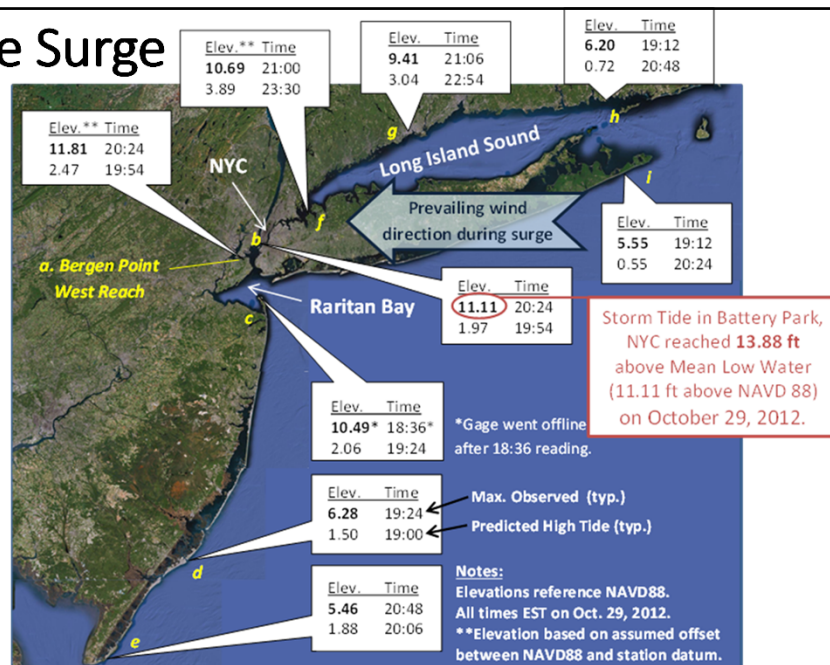 e Surge
Elev.** Time
10.69 21:00
3.89 23:30
Elev. Time
9.41 21:06
3.04 22:54
Elev. Time
6.20 19:12
0.72 20:48
Elev.** Time
11.81 20:24
2.47 19:54
NYC
g
h
Long Island Sound
i
f
Prevailing wind
direction during surge
Elev. Time
5.55 19:12
0.55 20:24
b
a. Bergen Point
West Reach
Raritan Bay
c
Elev. Time
11.11 20:24
1.97 19:54
Storm Tide in Battery Park,
NYC reached 13.88 ft
above Mean Low Water
(11.11 ft above NAVD 88)
on October 29, 2012.
Elev. Time
10.49* 18:36*
2.06 19:24
*Gage went offline
after 18:36 reading.
Elev. Time
6.28 19:24
1.50 19:00
Max. Observed (typ.)
Predicted High Tide (typ.)
d
Elev. Time
5.46 20:48
1.88 20:06
e
Notes:
Elevations reference NAVD88.
All times EST on Oct. 29, 2012.
**Elevation based on assumed offset
between NAVD88 and station datum.